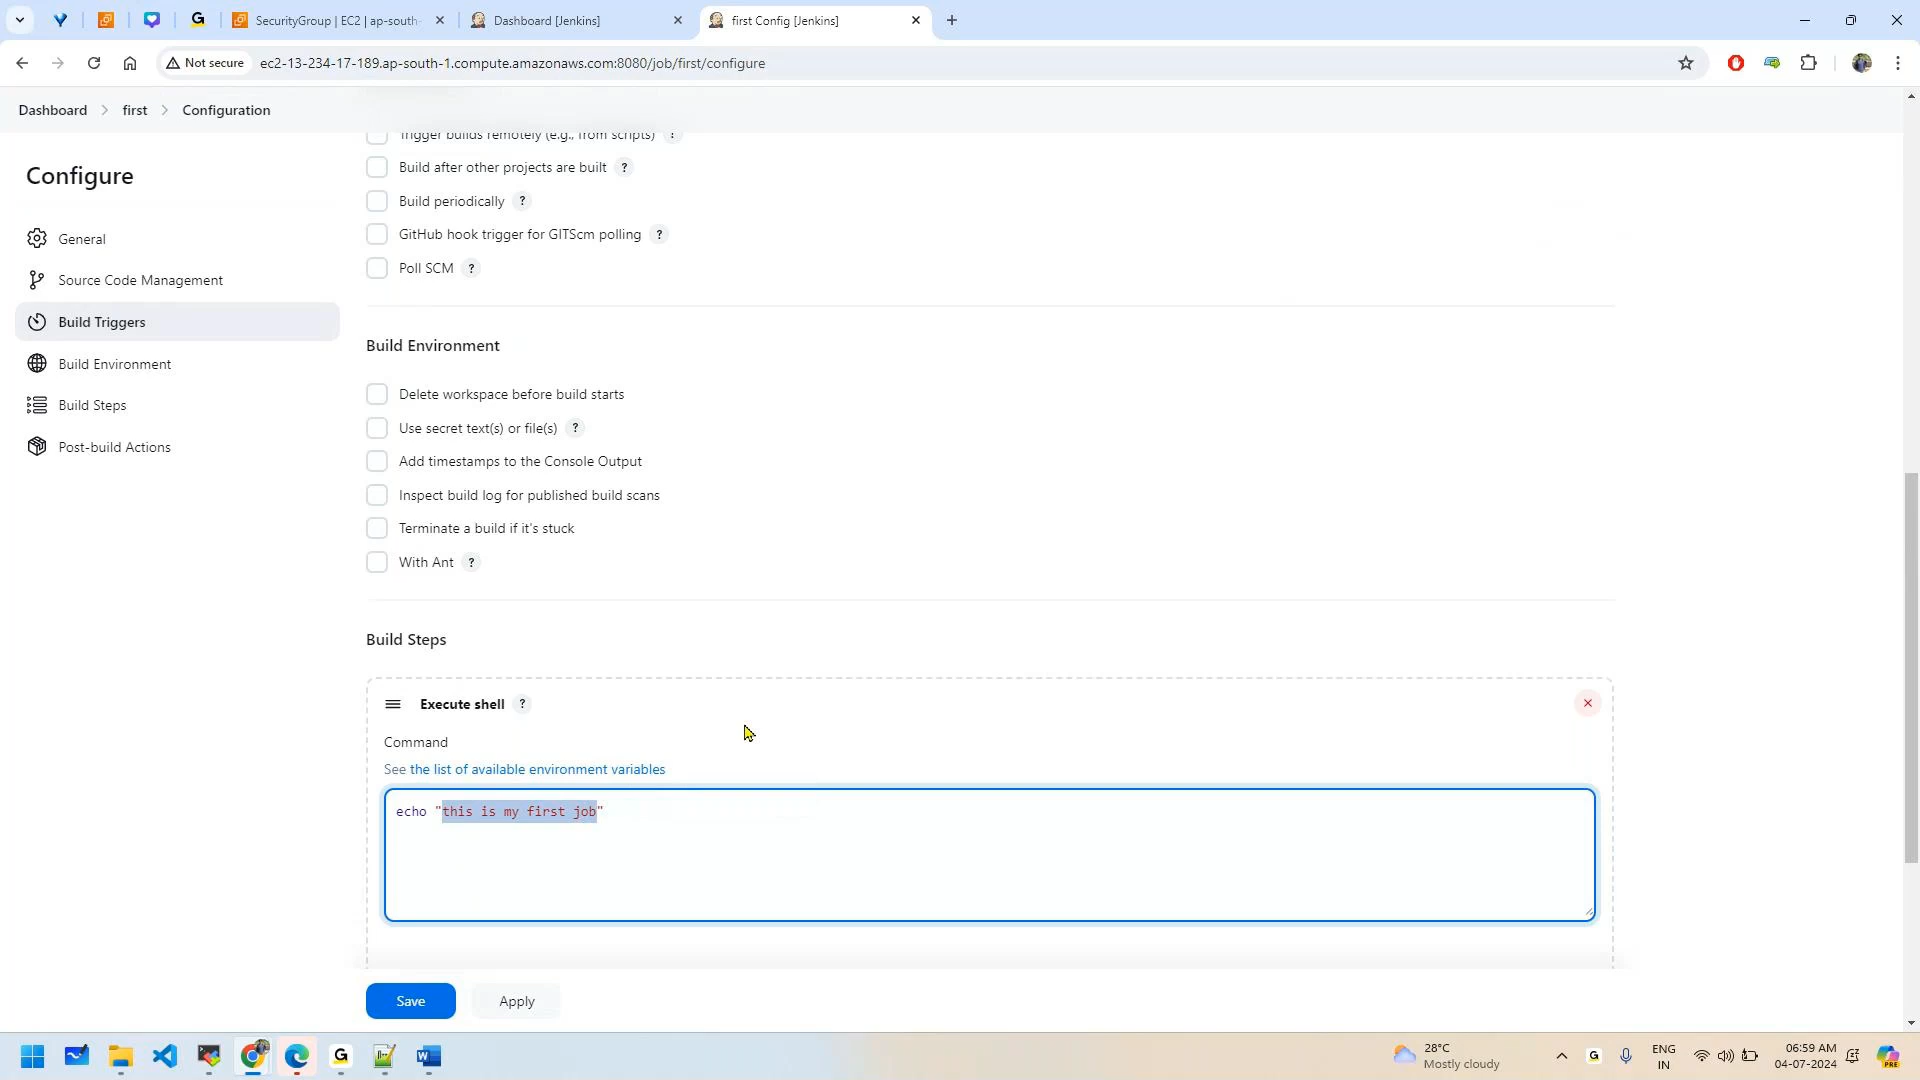 SecurityGroup | EC2 | ap-south-
Dashboard [Jenkins]
first Config [Jenkins]
Not secure
ec2-13-234-17-189.ap-south-1.compute.amazonaws.com:8080/job/first/configure
Dashboard
first
Configuration
Configure
General
Source Code Management
Build Triggers
Build Environment
Build Steps
Post-build Actions
Trigger builds remotely (e.g., from scripts) ?
Build after other projects are built ?
Build periodically ?
GitHub hook trigger for GITScm polling ?
Poll SCM ?
Build Environment
Delete workspace before build starts
Use secret text(s) or file(s) ?
Add timestamps to the Console Output
Inspect build log for published build scans
Terminate a build if it's stuck
With Ant ?
Build Steps
Execute shell ?
Command
See the list of available environment variables
echo "this is my first job"
Save
Apply
28°C
Mostly cloudy
ENG
IN
06:59 AM
04-07-2024